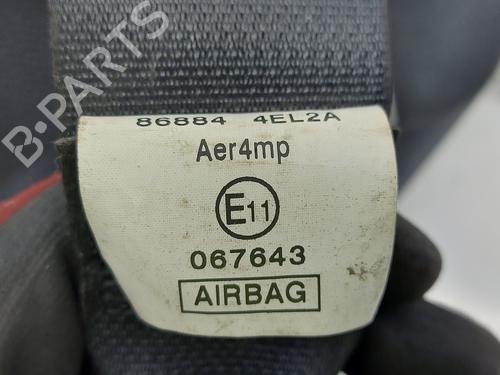 B-PARTS
86884 4EL2A
Aer4mp
E11
067643
AIRBAG